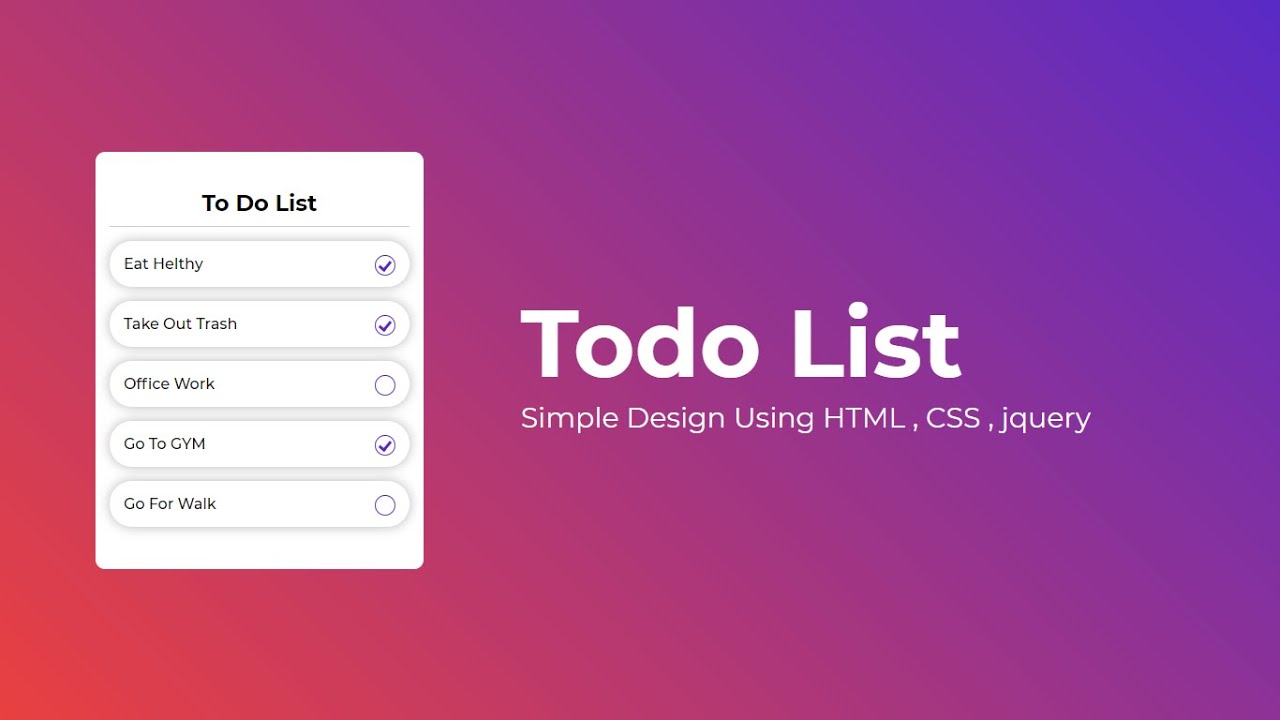 To Do List
Eat Helthy
Take Out Trash
Office Work
Go To GYM
Go For Walk
Todo List
Simple Design Using HTML , CSS , jquery